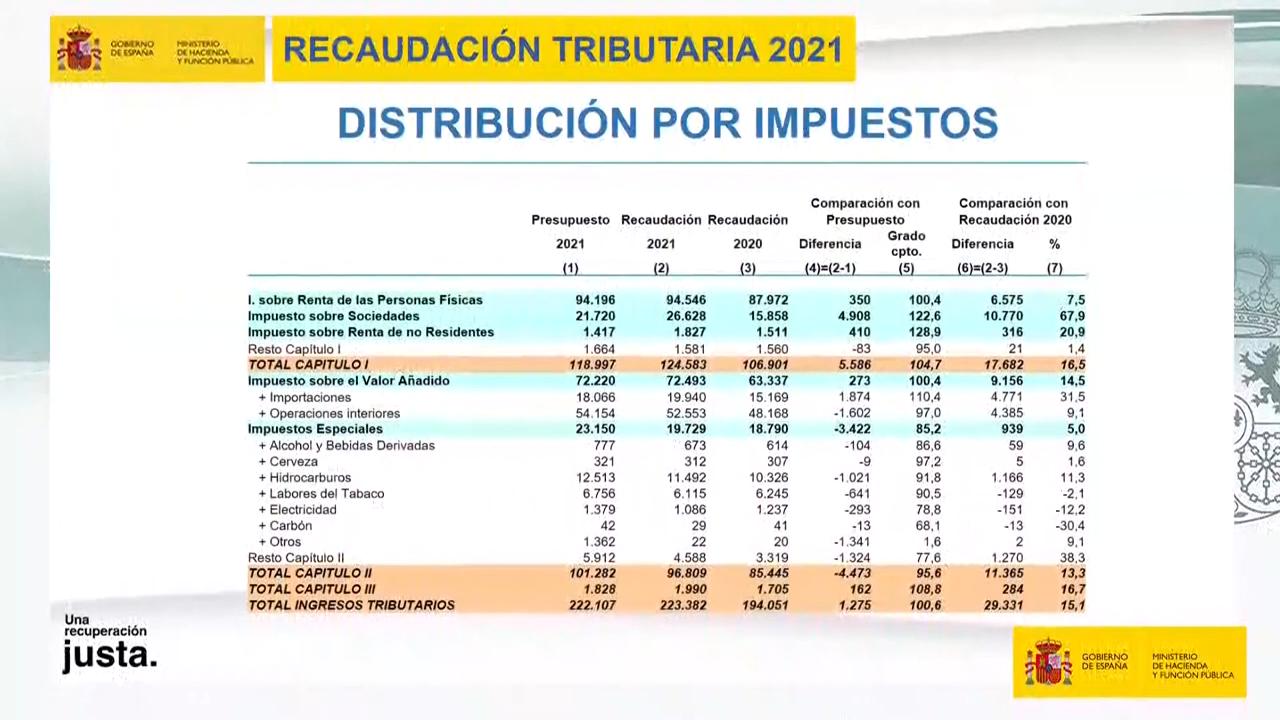 GOBIERNO DE ESPAÑA
MINISTERIO DE HACIENDA Y FUNCIÓN PÚBLICA
RECAUDACIÓN TRIBUTARIA 2021
DISTRIBUCIÓN POR IMPUESTOS
Comparación con Comparación con
Presupuesto Recaudación Recaudación Presupuesto Recaudación 2020
2021 2021 2020 Diferencia Grado cpto. Diferencia %
(1) (2) (3) (4)=(2-1) (5) (6)=(2-3) (7)
I. sobre Renta de las Personas Físicas 94.196 94.546 87.972 350 100,4 6.575 7,5
Impuesto sobre Sociedades 21.720 26.628 15.858 4.908 122,6 10.770 67,9
Impuesto sobre Renta de no Residentes 1.417 1.827 1.511 410 128,9 316 20,9
Resto Capítulo I 1.664 1.581 1.560 -83 95,0 21 1,4
TOTAL CAPITULO I 118.997 124.583 106.901 5.586 104,7 17.682 16,5
Impuesto sobre el Valor Añadido 72.220 72.493 63.337 273 100,4 9.156 14,5
+ Importaciones 18.066 19.940 15.169 1.874 110,4 4.771 31,5
+ Operaciones interiores 54.154 52.553 48.168 -1.602 97,0 4.385 9,1
Impuestos Especiales 23.150 19.729 18.790 -3.422 85,2 939 5,0
+ Alcohol y Bebidas Derivadas 777 673 614 -104 86,6 59 9,6
+ Cerveza 321 312 307 -9 97,2 5 1,6
+ Hidrocarburos 12.513 11.492 10.326 -1.021 91,8 1.166 11,3
+ Labores del Tabaco 6.756 6.115 6.245 -641 90,5 -129 -2,1
+ Electricidad 1.379 1.086 1.237 -293 78,8 -151 -12,2
+ Carbón 42 29 41 -13 68,1 -13 -30,4
+ Otros 1.362 22 20 -1.341 1,6 2 9,1
Resto Capítulo II 5.912 4.588 3.319 -1.324 77,6 1.270 38,3
TOTAL CAPITULO II 101.282 96.809 85.445 -4.473 95,6 11.365 13,3
TOTAL CAPITULO III 1.828 1.990 1.705 162 108,8 284 16,7
TOTAL INGRESOS TRIBUTARIOS 222.107 223.382 194.051 1.275 100,6 29.331 15,1
Una
recuperación
justa.
GOBIERNO DE ESPAÑA
MINISTERIO DE HACIENDA Y FUNCIÓN PÚBLICA